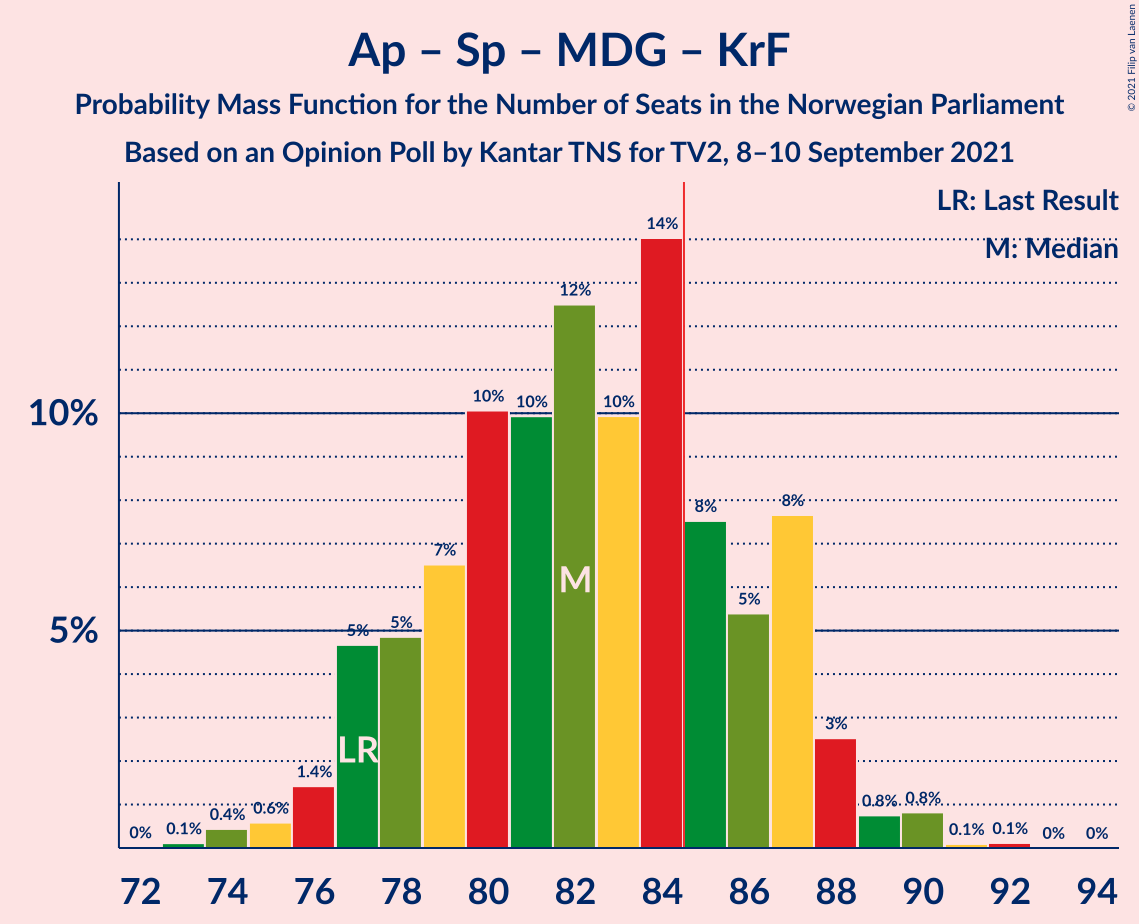 Ap – Sp – MDG – KrF
Probability Mass Function for the Number of Seats in the Norwegian Parliament
Based on an Opinion Poll by Kantar TNS for TV2, 8–10 September 2021
© 2021 Filip van Laenen
LR: Last Result
M: Median
10%
5%
0%
0.1%
0.4%
0.6%
1.4%
5%
5%
7%
10%
10%
12%
10%
14%
8%
5%
8%
3%
0.8%
0.8%
0.1%
0.1%
0%
0%
LR
M
72 74 76 78 80 82 84 86 88 90 92 94